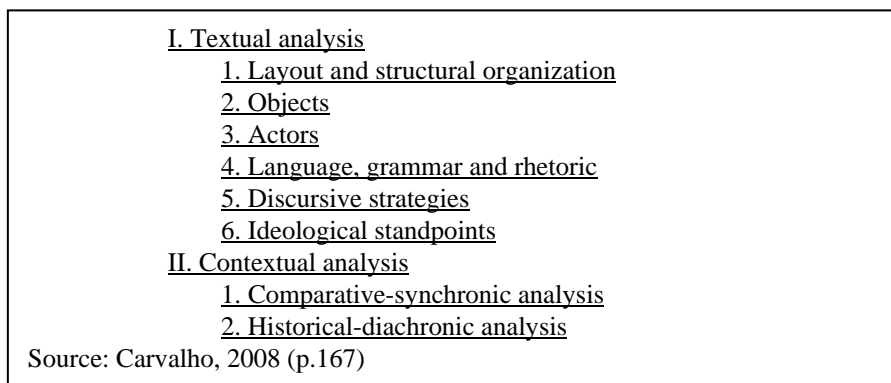 I. Textual analysis
1. Layout and structural organization
2. Objects
3. Actors
4. Language, grammar and rhetoric
5. Discursive strategies
6. Ideological standpoints
II. Contextual analysis
1. Comparative-synchronic analysis
2. Historical-diachronic analysis
Source: Carvalho, 2008 (p.167)